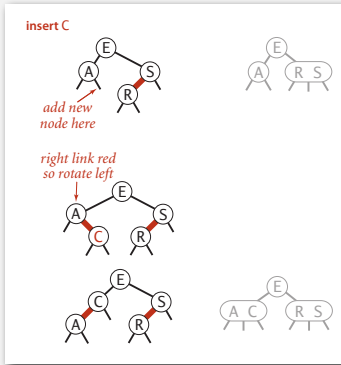 insert C
E
A S
R
add new
node here
E
A R S
right link red
so rotate left
E
A S
C R
E
C S
A R
E
A C R S